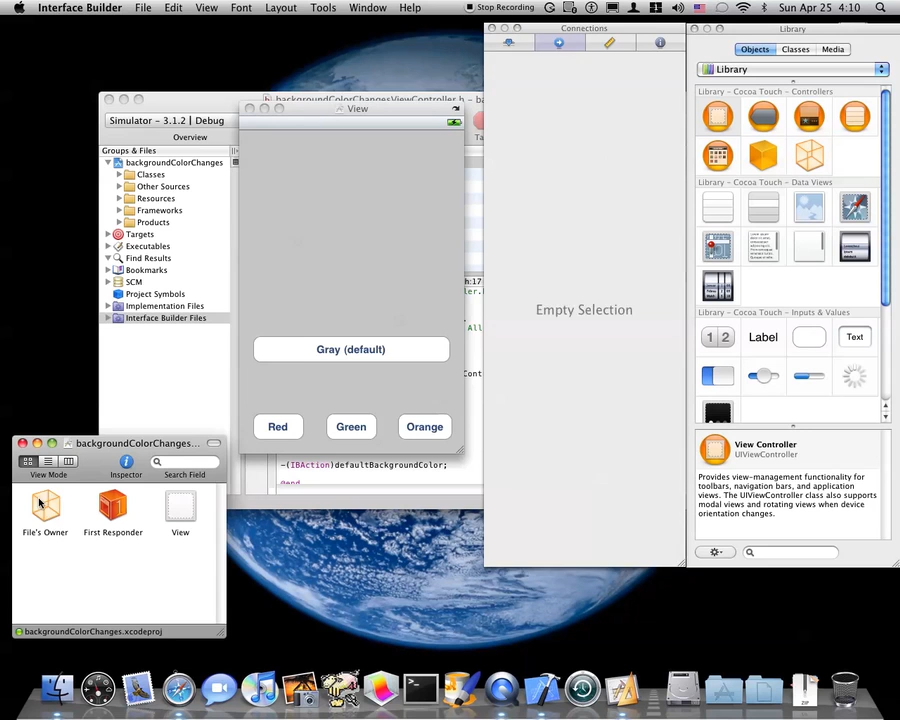 Interface Builder File Edit View Font Layout Tools Window Help Stop Recording Sun Apr 25 4:10
Connections
Library
Objects Classes Media
Library
Library – Cocoa Touch – Controllers
Library – Cocoa Touch – Data Views
Library – Cocoa Touch – Inputs & Values
1 2 Label Text
View Controller
UIViewController
Provides view-management functionality for
toolbars, navigation bars, and application
views. The UIViewController class also supports
modal views and rotating views when device
orientation changes.
Empty Selection
backgroundColorChangesViewController.h
Simulator - 3.1.2 | Debug
Overview
Groups & Files
backgroundColorChanges
Classes
Other Sources
Resources
Frameworks
Products
Targets
Executables
Find Results
Bookmarks
SCM
Project Symbols
Implementation Files
Interface Builder Files
View
Gray (default)
Red Green Orange
h:17
All
Cont
-(IBAction)defaultBackgroundColor;
@end
backgroundColorChanges...
View Mode Inspector Search Field
File's Owner First Responder View
backgroundColorChanges.xcodeproj
ZIP